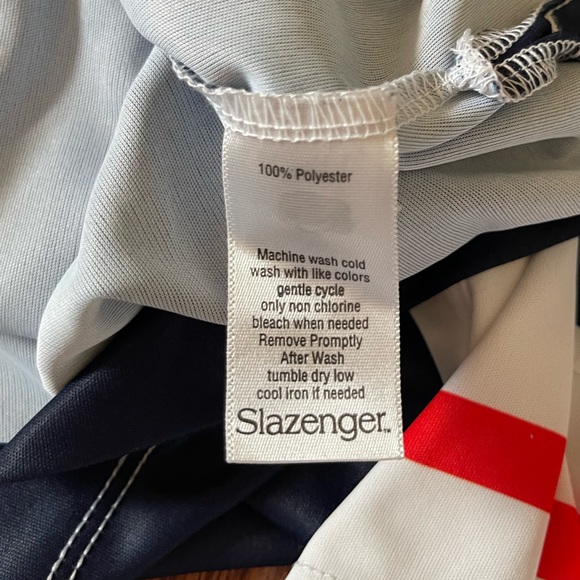 100% Polyester
Machine wash cold
wash with like colors
gentle cycle
only non chlorine
bleach when needed
Remove Promptly
After Wash
tumble dry low
cool iron if needed
Slazenger™